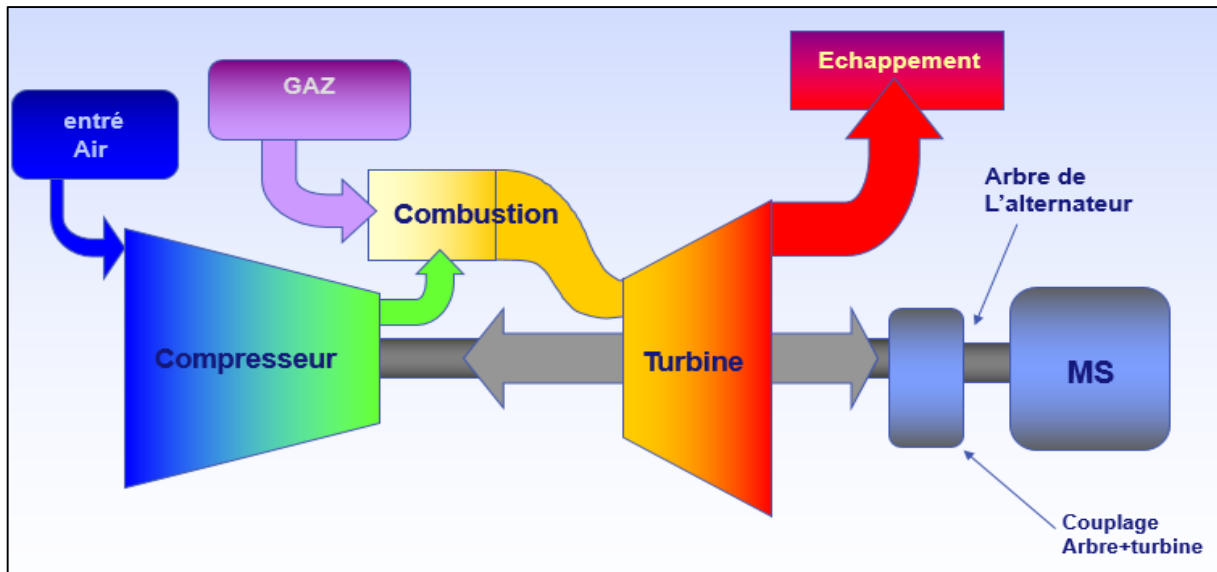 entré
Air
GAZ
Echappement
Combustion
Arbre de
L'alternateur
Compresseur
Turbine
MS
Couplage
Arbre+turbine